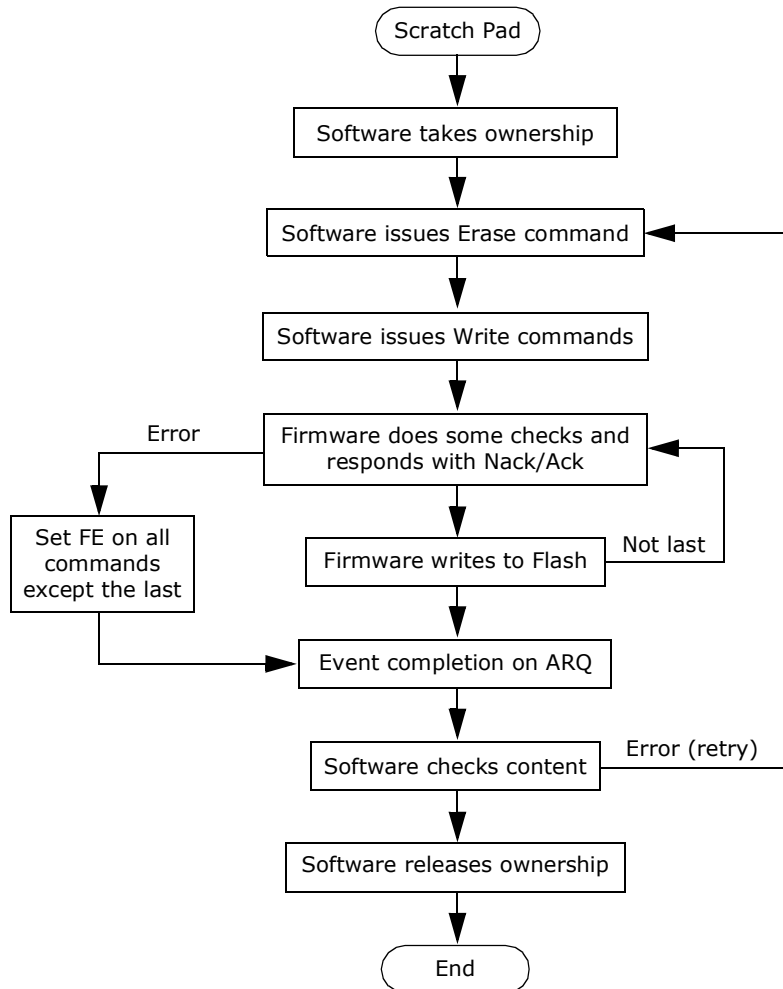 Scratch Pad
Software takes ownership
Software issues Erase command
Software issues Write commands
Error
Firmware does some checks and
responds with Nack/Ack
Set FE on all
commands
except the last
Firmware writes to Flash
Not last
Event completion on ARQ
Software checks content
Error (retry)
Software releases ownership
End